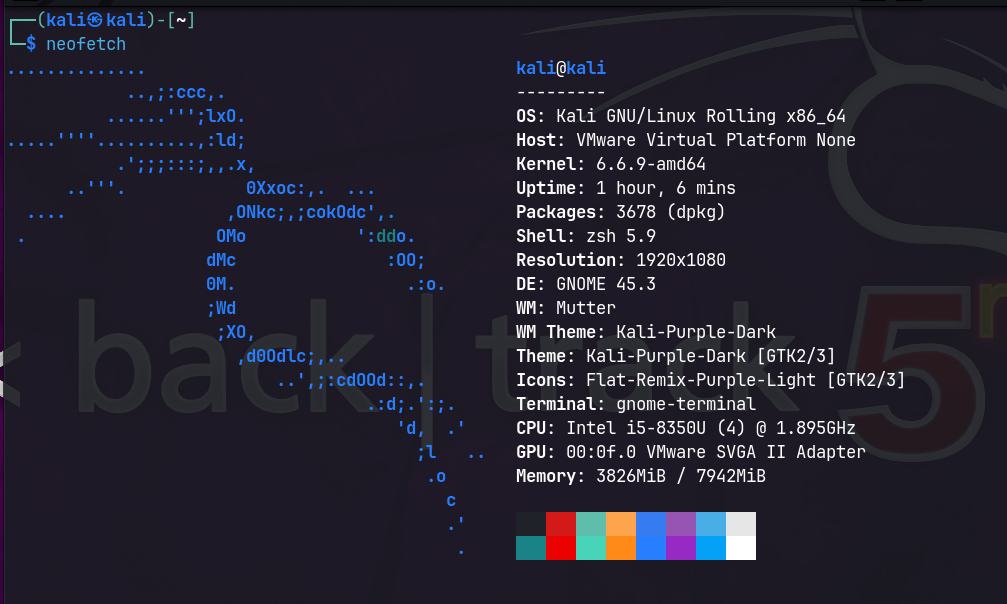 ┌──(kali㉿kali)-[~]
└─$ neofetch
..............                                     kali@kali
            ..,;:ccc,.                             ---------
          ......''';lxO.                           OS: Kali GNU/Linux Rolling x86_64
.....''''..........,:ld;                           Host: VMware Virtual Platform None
           .';;;:::;,,.x,                          Kernel: 6.6.9-amd64
      ..'''.            0Xxoc:,.  ...              Uptime: 1 hour, 6 mins
  ....                ,ONkc;,;cokOdc',.            Packages: 3678 (dpkg)
 .                   OMo           ':ddo.          Shell: zsh 5.9
                    dMc               :OO;         Resolution: 1920x1080
                    0M.                 .:o.       DE: GNOME 45.3
                    ;Wd                            WM: Mutter
                     ;XO,                          WM Theme: Kali-Purple-Dark
                       ,d0Odlc;,..                 Theme: Kali-Purple-Dark [GTK2/3]
                           ..',;:cdOOd::,.         Icons: Flat-Remix-Purple-Light [GTK2/3]
                                    .:d;.':;.      Terminal: gnome-terminal
                                       'd,  .'     CPU: Intel i5-8350U (4) @ 1.895GHz
                                         ;l   ..   GPU: 00:0f.0 VMware SVGA II Adapter
                                          .o       Memory: 3826MiB / 7942MiB
                                            c
                                            .'
                                             .
< back | track 5